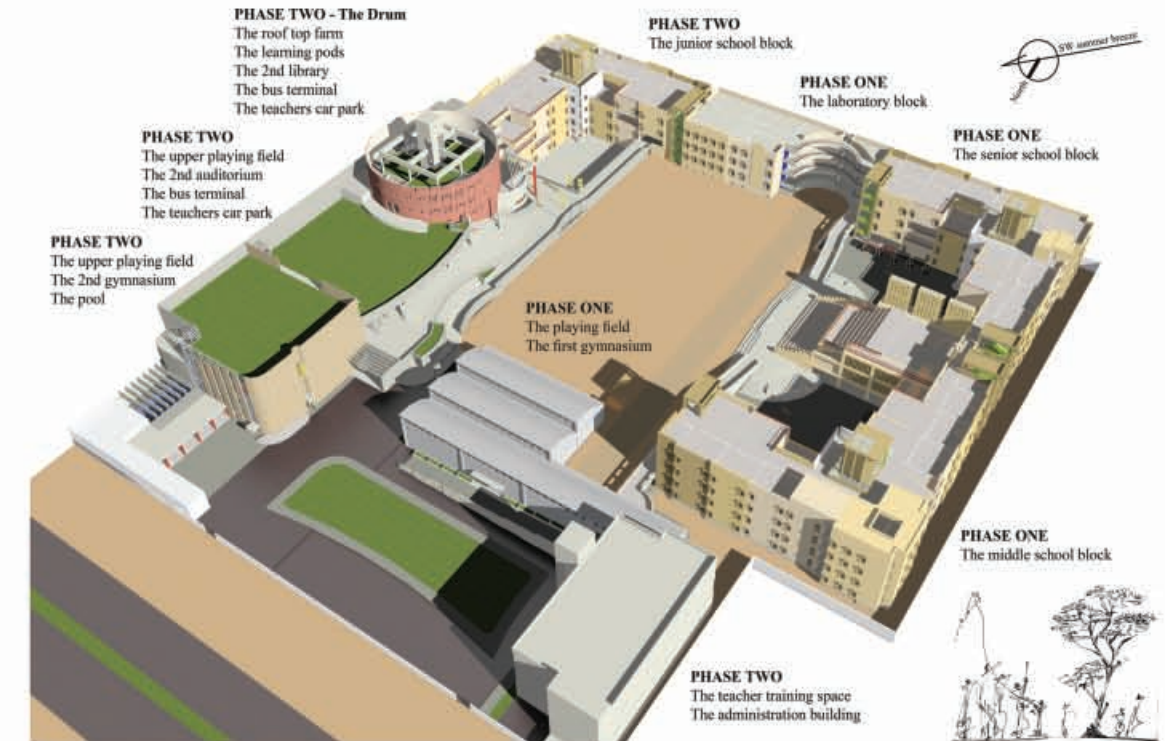 PHASE TWO - The Drum
The roof top farm
The learning pods
The 2nd library
The bus terminal
The teachers car park
PHASE TWO
The junior school block
SW summer breeze
North
PHASE ONE
The laboratory block
PHASE ONE
The senior school block
PHASE TWO
The upper playing field
The 2nd auditorium
The bus terminal
The teachers car park
PHASE TWO
The upper playing field
The 2nd gymnasium
The pool
PHASE ONE
The playing field
The first gymnasium
PHASE ONE
The middle school block
PHASE TWO
The teacher training space
The administration building